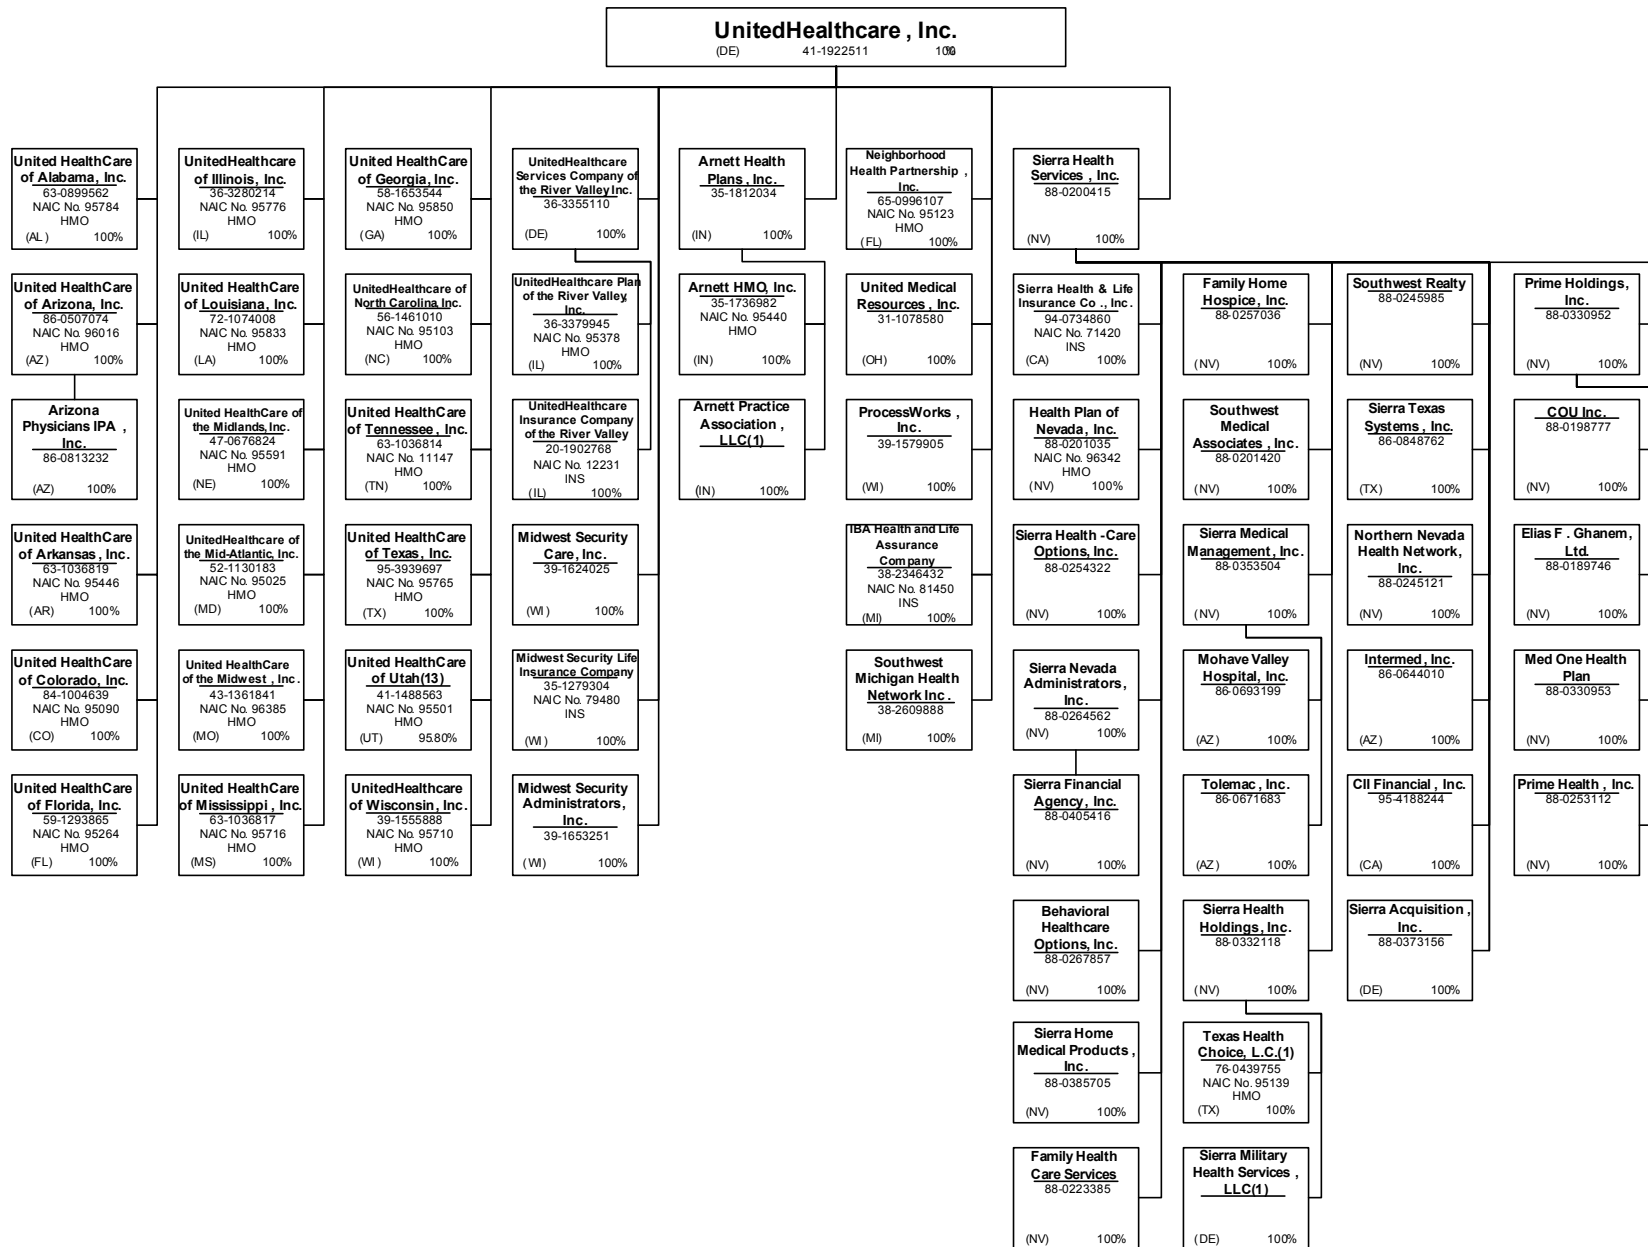 UnitedHealthcare , Inc.
(DE) 41-1922511 100%
United HealthCare
of Alabama, Inc.
63-0899562
NAIC No. 95784
HMO
(AL) 100%
United HealthCare
of Arizona, Inc.
86-0507074
NAIC No. 96016
HMO
(AZ) 100%
Arizona
Physicians IPA ,
Inc.
86-0813232
(AZ) 100%
United HealthCare
of Arkansas , Inc.
63-1036819
NAIC No. 95446
HMO
(AR) 100%
United HealthCare
of Colorado, Inc.
84-1004639
NAIC No. 95090
HMO
(CO) 100%
United HealthCare
of Florida, Inc.
59-1293865
NAIC No. 95264
HMO
(FL) 100%
UnitedHealthcare
of Illinois, Inc.
36-3280214
NAIC No. 95776
HMO
(IL) 100%
United HealthCare
of Louisiana, Inc.
72-1074008
NAIC No. 95833
HMO
(LA) 100%
United HealthCare of
the Midlands, Inc.
47-0676824
NAIC No. 95591
HMO
(NE) 100%
UnitedHealthcare of
the Mid-Atlantic, Inc.
52-1130183
NAIC No. 95025
HMO
(MD) 100%
United HealthCare
of the Midwest , Inc.
43-1361841
NAIC No. 96385
HMO
(MO) 100%
United HealthCare
of Mississippi , Inc.
63-1036817
NAIC No. 95716
HMO
(MS) 100%
United HealthCare
of Georgia, Inc.
58-1653544
NAIC No. 95850
HMO
(GA) 100%
UnitedHealthcare of
North Carolina, Inc.
56-1461010
NAIC No. 95103
HMO
(NC) 100%
United HealthCare
of Tennessee , Inc.
63-1036814
NAIC No. 11147
HMO
(TN) 100%
United HealthCare
of Texas, Inc.
95-3939697
NAIC No. 95765
HMO
(TX) 100%
United HealthCare
of Utah(13)
41-1488563
NAIC No. 95501
HMO
(UT) 95.80%
UnitedHealthcare
of Wisconsin, Inc.
39-1555888
NAIC No. 95710
HMO
(WI) 100%
UnitedHealthcare
Services Company of
the River Valley Inc.
36-3355110
(DE) 100%
UnitedHealthcare Plan
of the River Valley,
Inc.
36-3379945
NAIC No. 95378
HMO
(IL) 100%
UnitedHealthcare
Insurance Company
of the River Valley
20-1902768
NAIC No. 12231
INS
(IL) 100%
Midwest Security
Care, Inc.
39-1624025
(WI) 100%
Midwest Security Life
Insurance Company
35-1279304
NAIC No. 79480
INS
(WI) 100%
Midwest Security
Administrators,
Inc.
39-1653251
(WI) 100%
Arnett Health
Plans , Inc.
35-1812034
(IN) 100%
Arnett HMO, Inc.
35-1736982
NAIC No. 95440
HMO
(IN) 100%
Arnett Practice
Association ,
LLC(1)
(IN) 100%
Neighborhood
Health Partnership ,
Inc.
65-0996107
NAIC No. 95123
HMO
(FL) 100%
United Medical
Resources , Inc.
31-1078580
(OH) 100%
ProcessWorks ,
Inc.
39-1579905
(WI) 100%
IBA Health and Life
Assurance
Company
38-2346432
NAIC No. 81450
INS
(MI) 100%
Southwest
Michigan Health
Network Inc .
38-2609888
(MI) 100%
Sierra Health
Services , Inc.
88-0200415
(NV) 100%
Sierra Health & Life
Insurance Co ., Inc.
94-0734860
NAIC No. 71420
INS
(CA) 100%
Health Plan of
Nevada, Inc.
88-0201035
NAIC No. 96342
HMO
(NV) 100%
Sierra Health -Care
Options, Inc.
88-0254322
(NV) 100%
Sierra Nevada
Administrators,
Inc.
88-0264562
(NV) 100%
Sierra Financial
Agency, Inc.
88-0405416
(NV) 100%
Behavioral
Healthcare
Options, Inc.
88-0267857
(NV) 100%
Sierra Home
Medical Products ,
Inc.
88-0385705
(NV) 100%
Family Health
Care Services
88-0223385
(NV) 100%
Family Home
Hospice, Inc.
88-0257036
(NV) 100%
Southwest
Medical
Associates , Inc.
88-0201420
(NV) 100%
Sierra Medical
Management, Inc.
88-0353504
(NV) 100%
Mohave Valley
Hospital, Inc.
86-0693199
(AZ) 100%
Tolemac, Inc.
86-0671683
(AZ) 100%
Sierra Health
Holdings, Inc.
88-0332118
(NV) 100%
Texas Health
Choice, L.C.(1)
76-0439755
NAIC No. 95139
HMO
(TX) 100%
Sierra Military
Health Services ,
LLC(1)
(DE) 100%
Southwest Realty
88-0245985
(NV) 100%
Sierra Texas
Systems , Inc.
86-0848762
(TX) 100%
Northern Nevada
Health Network,
Inc.
88-0245121
(NV) 100%
Intermed, Inc.
86-0644010
(AZ) 100%
CII Financial , Inc.
95-4188244
(CA) 100%
Sierra Acquisition ,
Inc.
88-0373156
(DE) 100%
Prime Holdings,
Inc.
88-0330952
(NV) 100%
COU Inc.
88-0198777
(NV) 100%
Elias F . Ghanem,
Ltd.
88-0189746
(NV) 100%
Med One Health
Plan
88-0330953
(NV) 100%
Prime Health , Inc.
88-0253112
(NV) 100%